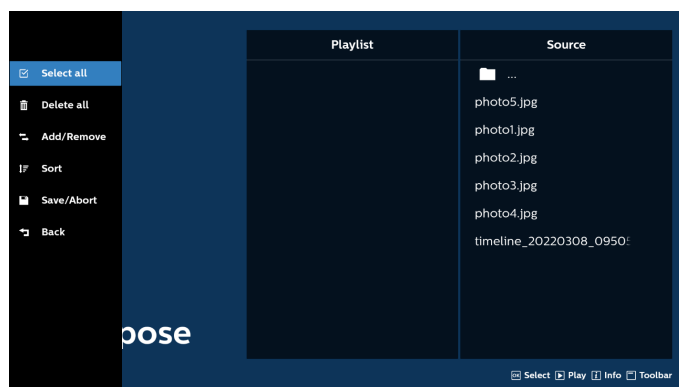 Select all
Delete all
Add/Remove
Sort
Save/Abort
Back
pose
Playlist
Source
...
photo5.jpg
photo1.jpg
photo2.jpg
photo3.jpg
photo4.jpg
timeline_20220308_0950
OK Select Play i Info Toolbar